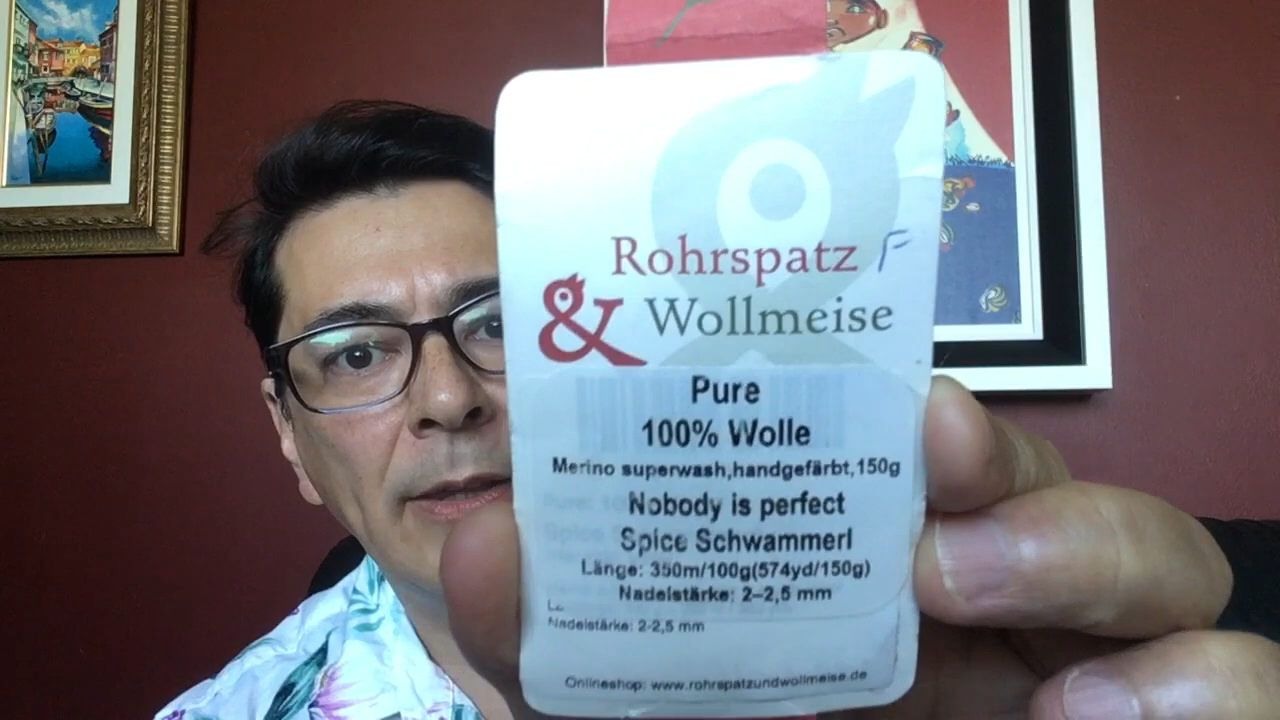 Rohrspatz F
& Wollmeise
Pure
100% Wolle
Merino superwash,handgefärbt,150g
Nobody is perfect
Spice Schwammerl
Länge: 350m/100g(574yd/150g)
Nadelstärke: 2–2,5 mm
Nadelstärke: 2-2,5 mm
Onlineshop: www.rohrspatzundwollmeise.de